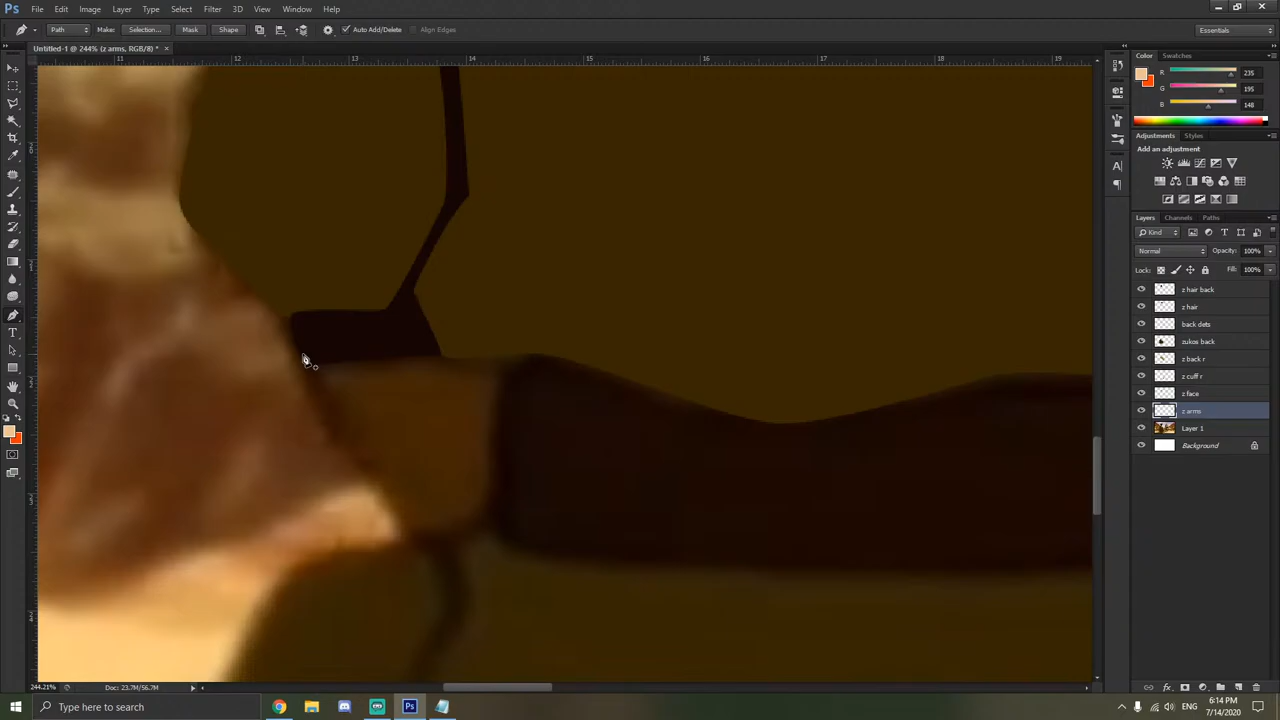 Ps File Edit Image Layer Type Select Filter 3D View Window Help
Path Make: Selection... Mask Shape Auto Add/Delete Align Edges Essentials
Untitled-1 @ 244% (z arms, RGB/8) * ×
11 12 13 14 15 16 17 18 19
Color Swatches
R 235
G 195
B 148
Adjustments Styles
Add an adjustment
Layers Channels Paths
Kind
Normal Opacity: 100%
Lock: Fill: 100%
z hair back
z hair
back dets
zukos back
z back r
z cuff r
z face
z arms
Layer 1
Background
244.21% Doc: 23.7M/56.7M
Type here to search
ENG
6:14 PM
7/14/2020